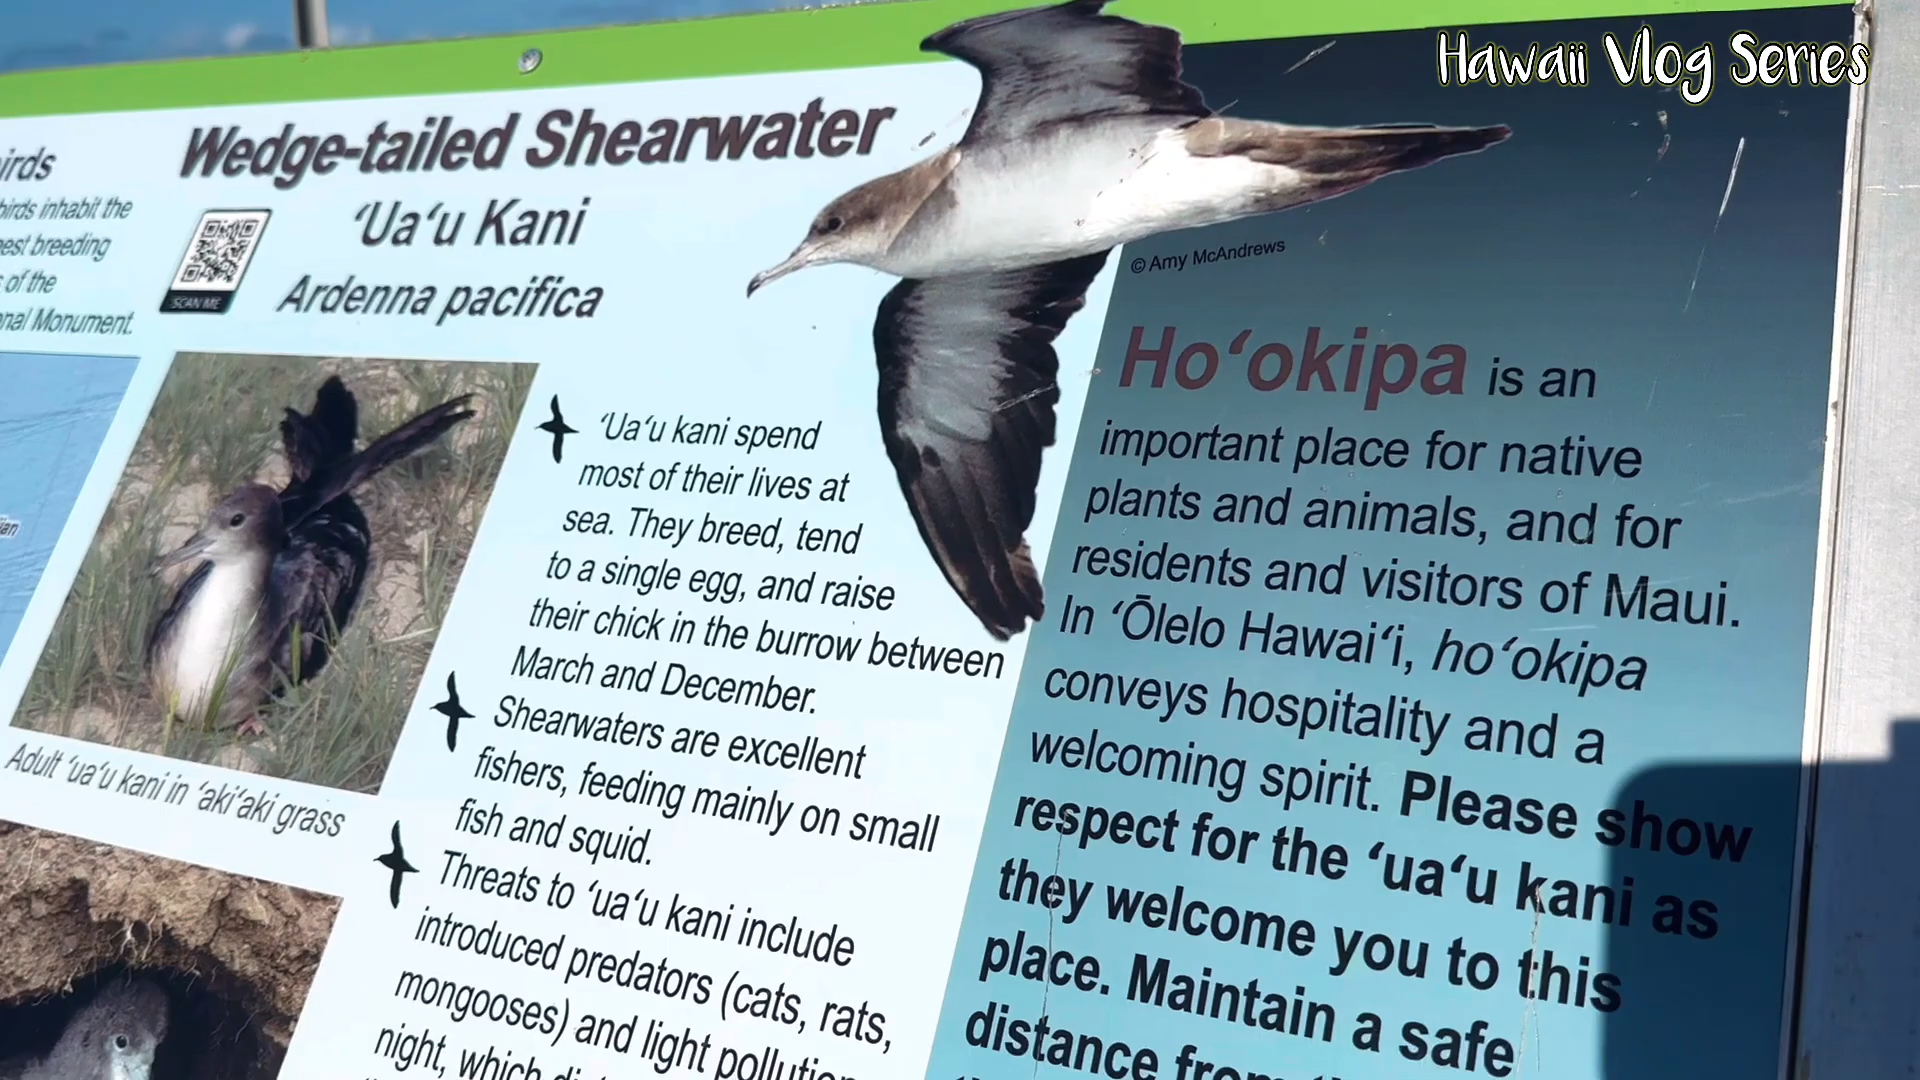 Hawaii Vlog Series
birds inhabit the
breeding
of the
Monument.
Wedge-tailed Shearwater
ʻUaʻu Kani
Ardenna pacifica
SCAN ME
© Amy McAndrews
Adult ʻuaʻu kani in ʻakiʻaki grass
ʻUaʻu kani spend
most of their lives at
sea. They breed, tend
to a single egg, and raise
their chick in the burrow between
March and December.
Shearwaters are excellent
fishers, feeding mainly on small
fish and squid.
Threats to ʻuaʻu kani include
introduced predators (cats, rats,
mongooses) and light pollution
night, which
Hoʻokipa is an
important place for native
plants and animals, and for
residents and visitors of Maui.
In ʻŌlelo Hawaiʻi, hoʻokipa
conveys hospitality and a
welcoming spirit. Please show
respect for the ʻuaʻu kani as
they welcome you to this
place. Maintain a safe
distance from